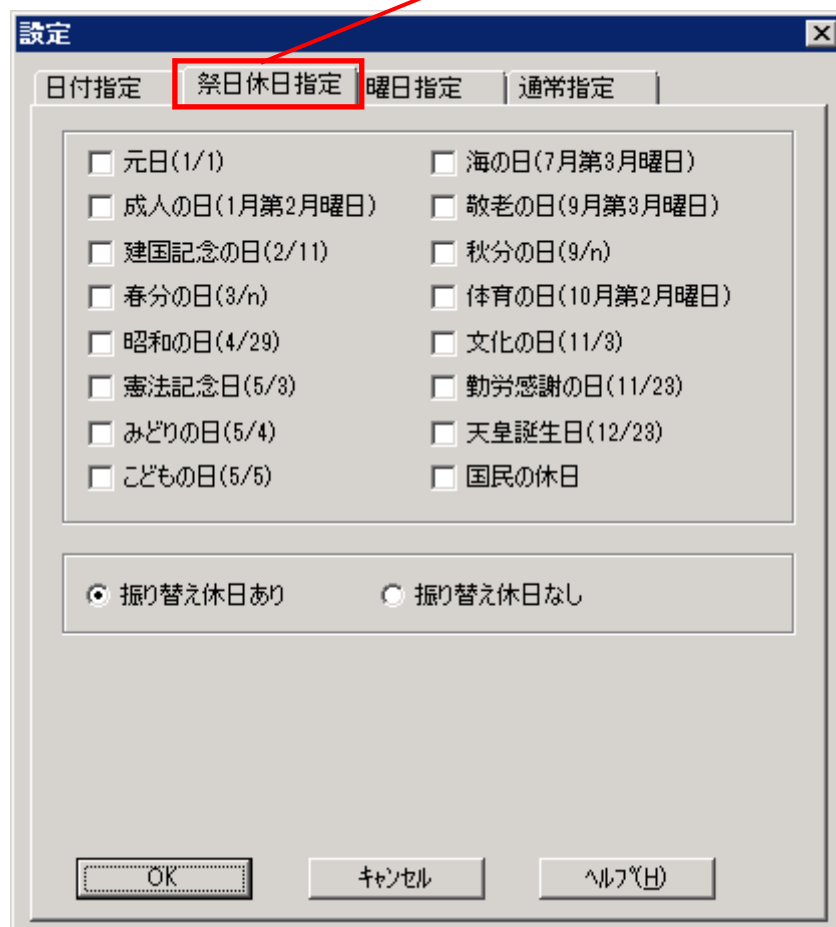 設定
日付指定 祭日休日指定 曜日指定 通常指定
元日(1/1) 海の日(7月第3月曜日)
成人の日(1月第2月曜日) 敬老の日(9月第3月曜日)
建国記念の日(2/11) 秋分の日(9/n)
春分の日(3/n) 体育の日(10月第2月曜日)
昭和の日(4/29) 文化の日(11/3)
憲法記念日(5/3) 勤労感謝の日(11/23)
みどりの日(5/4) 天皇誕生日(12/23)
こどもの日(5/5) 国民の休日
振り替え休日あり 振り替え休日なし
OK ｷｬﾝｾﾙ ﾍﾙﾌﾟ(H)